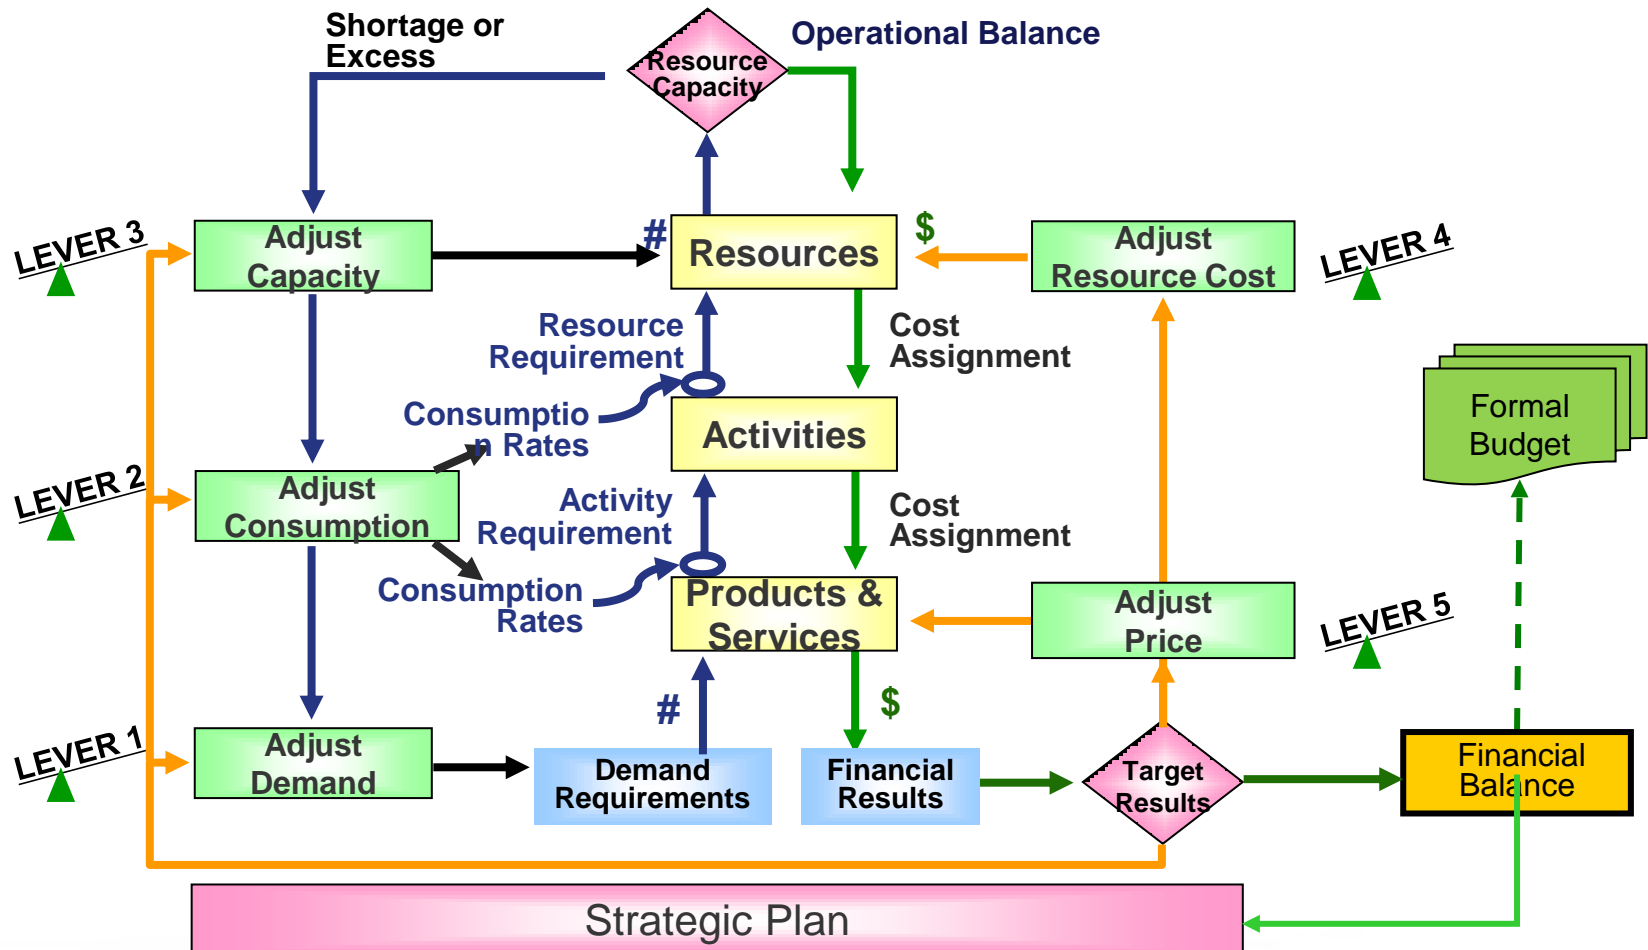 Shortage or
Excess
Resource
Capacity
Operational Balance
LEVER 3
Adjust
Capacity
#
Resources
$
Adjust
Resource Cost
LEVER 4
Resource
Requirement
Cost
Assignment
Consumptio
n Rates
Activities
Formal
Budget
LEVER 2
Adjust
Consumption
Activity
Requirement
Cost
Assignment
Consumption
Rates
Products &
Services
Adjust
Price
LEVER 5
#
$
LEVER 1
Adjust
Demand
Demand
Requirements
Financial
Results
Target
Results
Financial
Balance
Strategic Plan